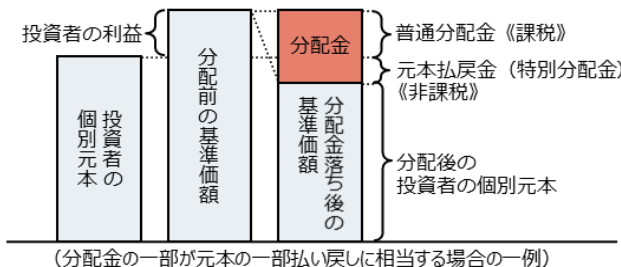 投資者の利益
投資者の
個別元本
分配前の基準価額
分配金
分配金落ち後の
基準価額
普通分配金《課税》
元本払戻金（特別分配金）
《非課税》
分配後の
投資者の個別元本
（分配金の一部が元本の一部払い戻しに相当する場合の一例）